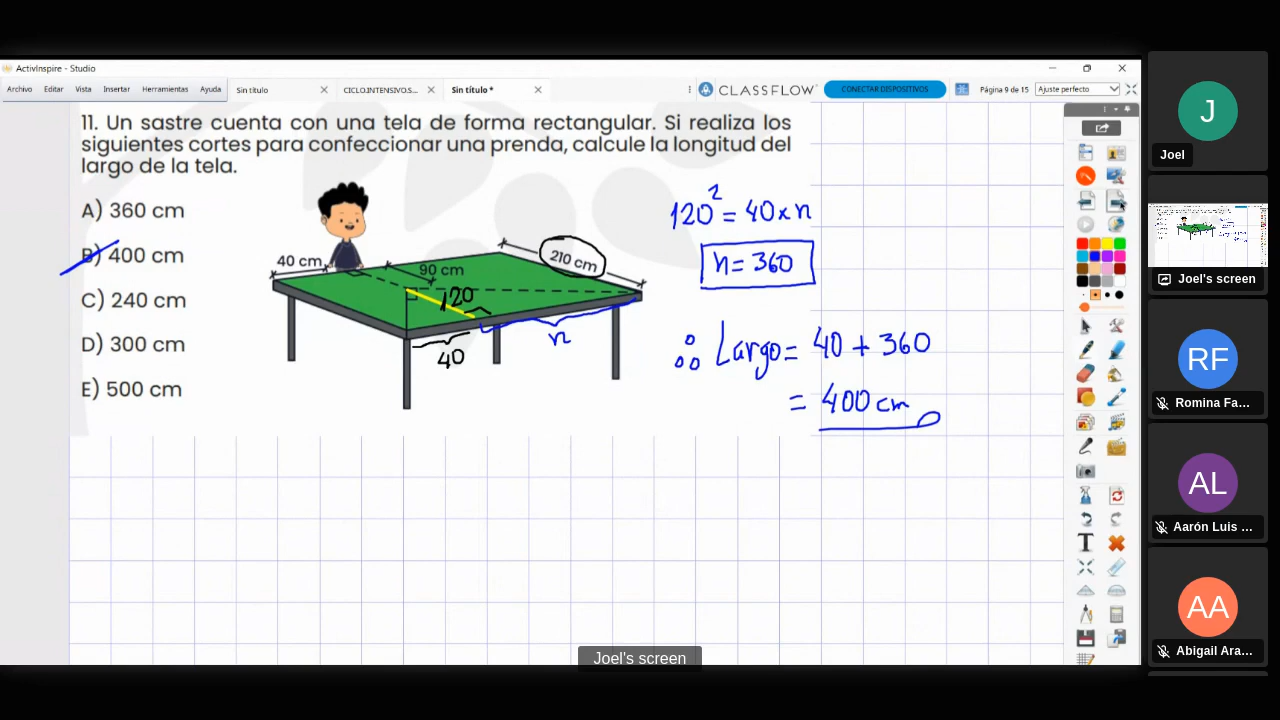 ActivInspire - Studio
Archivo Editar Vista Insertar Herramientas Ayuda
Sin título
CICLO.INTENSIVO.S...
Sin título *
CLASSFLOW
CONECTAR DISPOSITIVOS
Página 9 de 15
Ajuste perfecto
11. Un sastre cuenta con una tela de forma rectangular. Si realiza los
siguientes cortes para confeccionar una prenda, calcule la longitud del
largo de la tela.
A) 360 cm
B) 400 cm
C) 240 cm
D) 300 cm
E) 500 cm
40 cm
90 cm
210 cm
120
40
n
120² = 40 x n
n = 360
∴ Largo = 40 + 360
= 400 cm
J
Joel
Joel's screen
RF
Romina Fa...
AL
Aarón Luis ...
AA
Abigail Ara...
Joel's screen